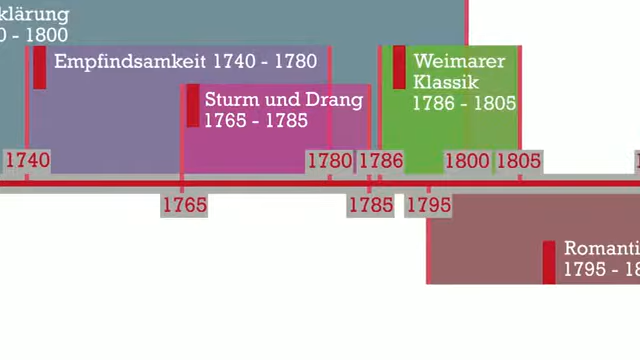 klärung
0 - 1800
Empfindsamkeit 1740 - 1780
Sturm und Drang
1765 - 1785
Weimarer
Klassik
1786 - 1805
1740
1780
1786
1800
1805
1765
1785
1795
Romanti
1795 - 18